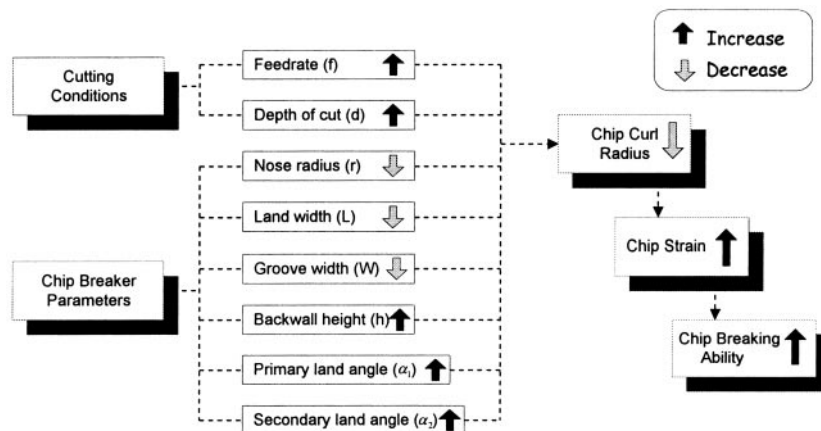 Increase
Decrease
Cutting
Conditions
Feedrate (f)
Depth of cut (d)
Nose radius (r)
Land width (L)
Groove width (W)
Backwall height (h)
Primary land angle (α₁)
Secondary land angle (α₂)
Chip Breaker
Parameters
Chip Curl
Radius
Chip Strain
Chip Breaking
Ability